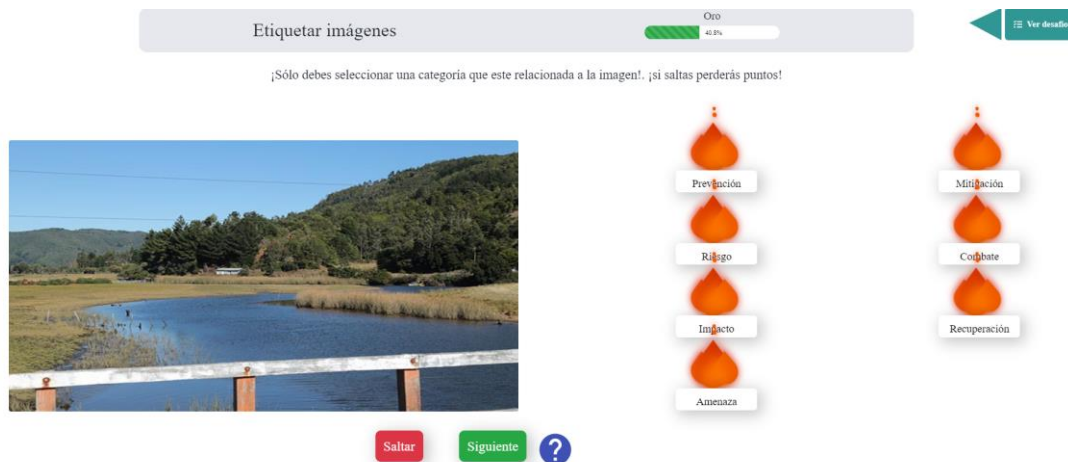 Oro
Etiquetar imágenes
40.8%
Ver desafio
¡Sólo debes seleccionar una categoría que este relacionada a la imagen!. ¡si saltas perderás puntos!
Prevención
Mitigación
Riesgo
Combate
Impacto
Recuperación
Amenaza
Saltar
Siguiente
?